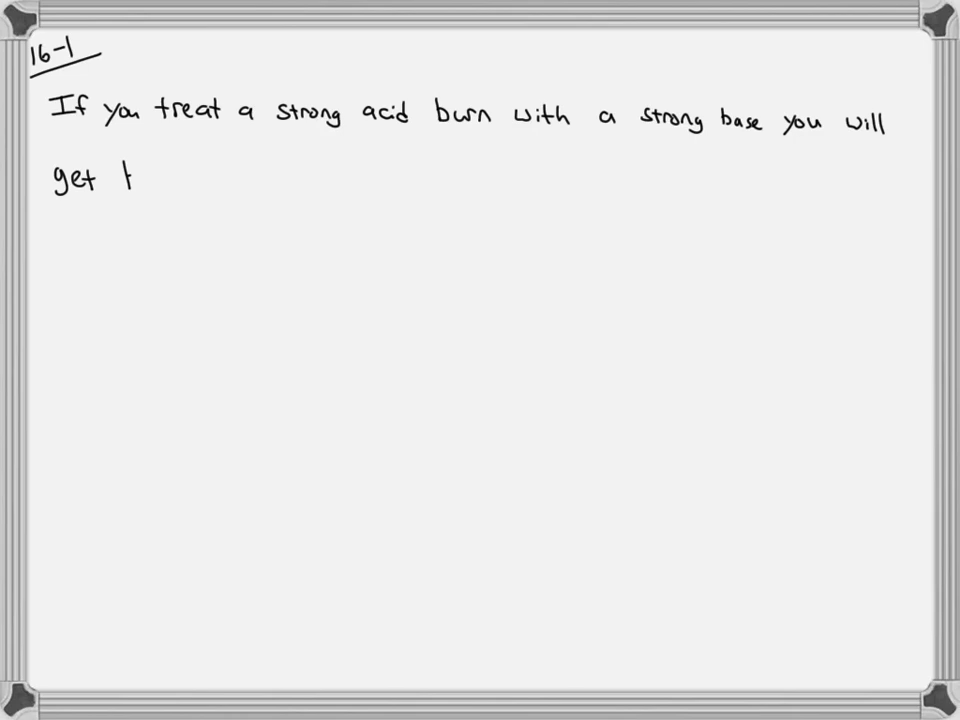 16-1
If you treat a strong acid burn with a strong base you will
get